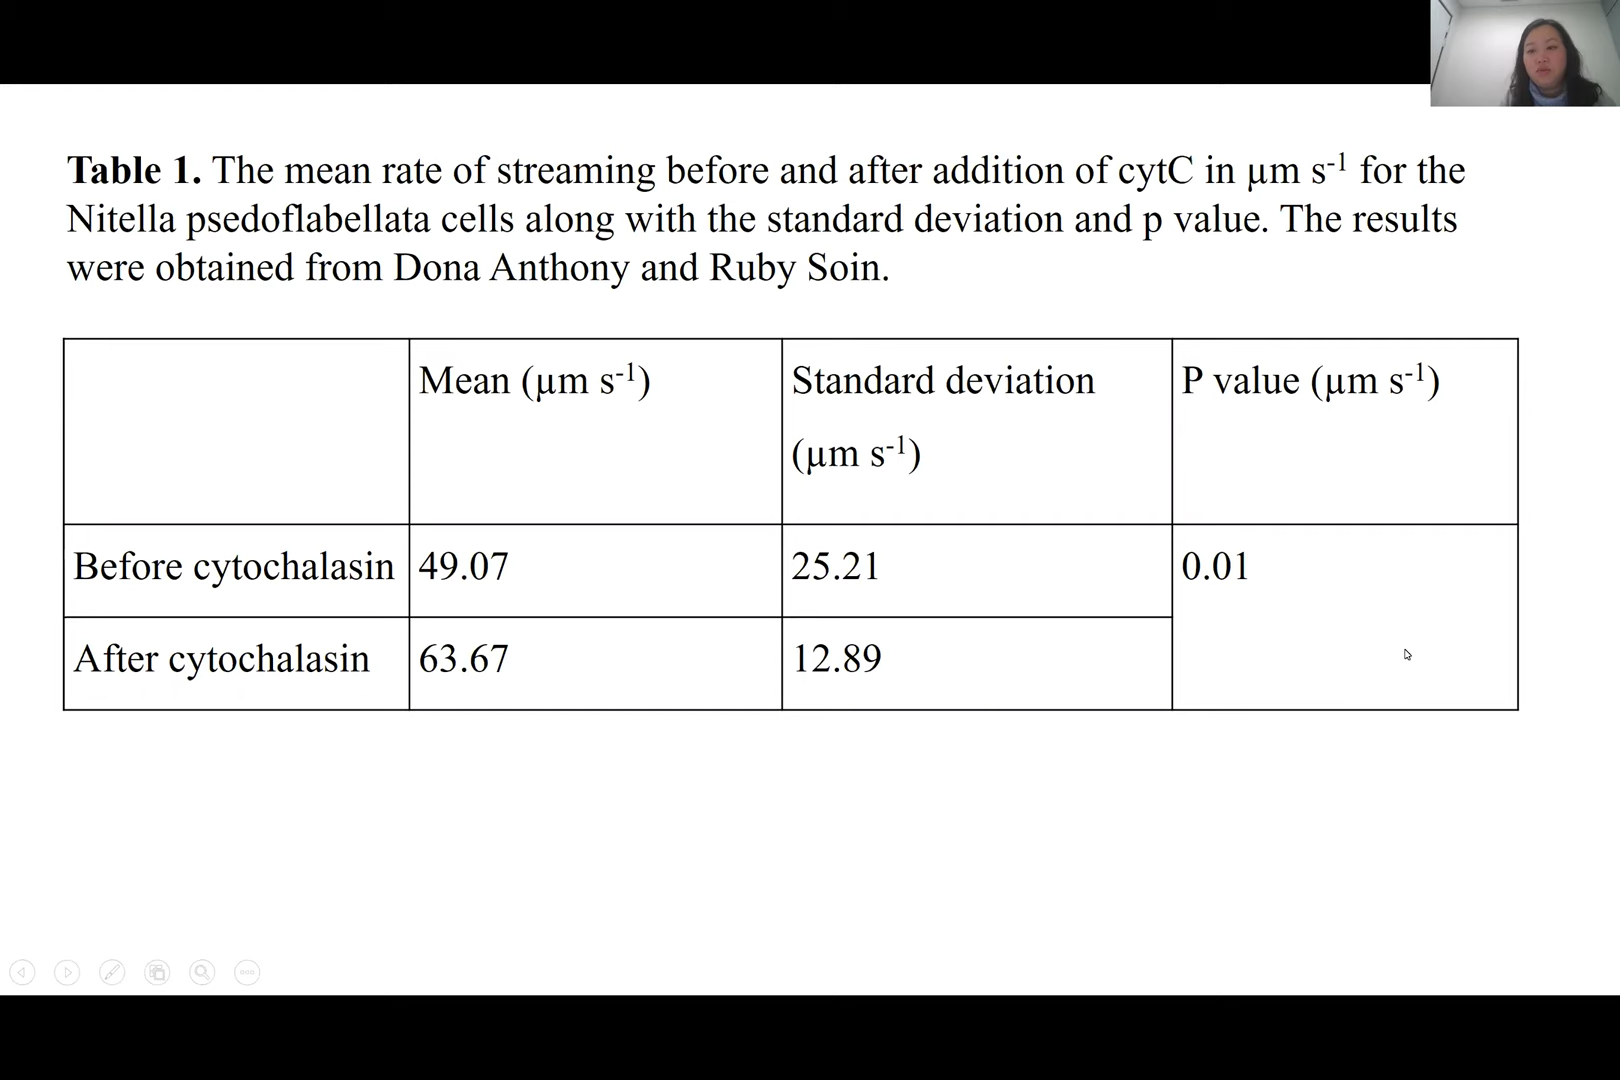 Table 1. The mean rate of streaming before and after addition of cytC in µm s⁻¹ for the
Nitella psedoflabellata cells along with the standard deviation and p value. The results
were obtained from Dona Anthony and Ruby Soin.
Mean (µm s⁻¹)
Standard deviation
(µm s⁻¹)
P value (µm s⁻¹)
Before cytochalasin
49.07
25.21
0.01
After cytochalasin
63.67
12.89